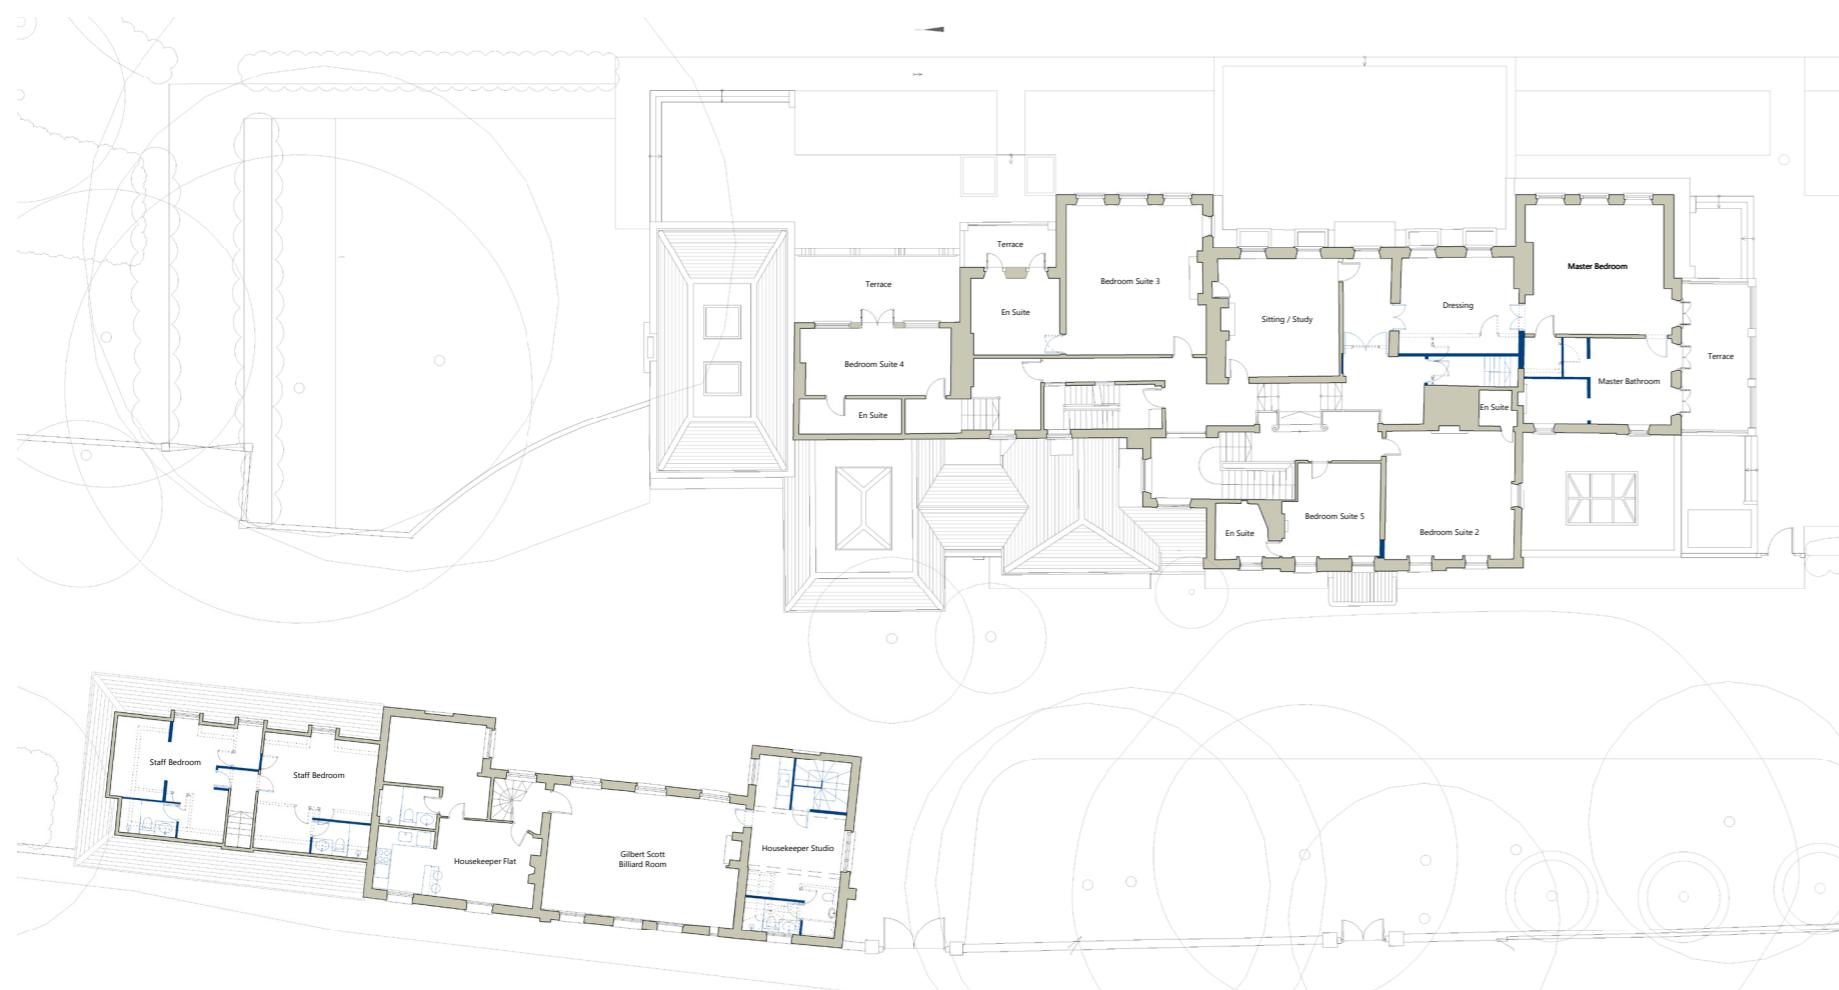 Terrace
Terrace
Bedroom Suite 3
En Suite
Sitting / Study
Dressing
Master Bedroom
Terrace
Bedroom Suite 4
En Suite
Master Bathroom
En Suite
Bedroom Suite 5
En Suite
Bedroom Suite 2
Staff Bedroom
Staff Bedroom
Housekeeper Flat
Gilbert Scott
Billiard Room
Housekeeper Studio